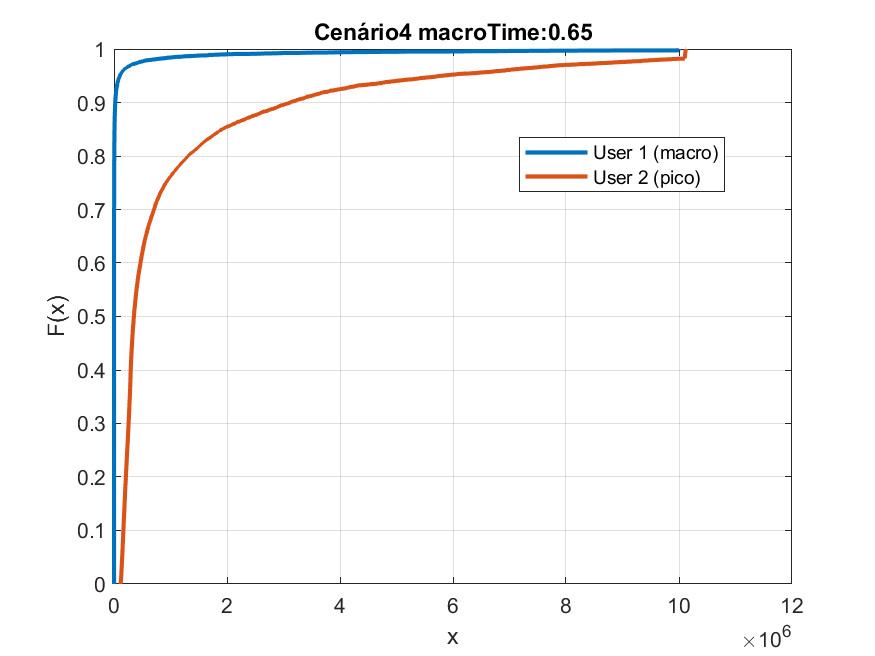 Cenário4 macroTime:0.65
1
0.9
0.8
0.7
0.6
0.5
0.4
0.3
0.2
0.1
0
F(x)
User 1 (macro)
User 2 (pico)
0 2 4 6 8 10 12
x
×10^6